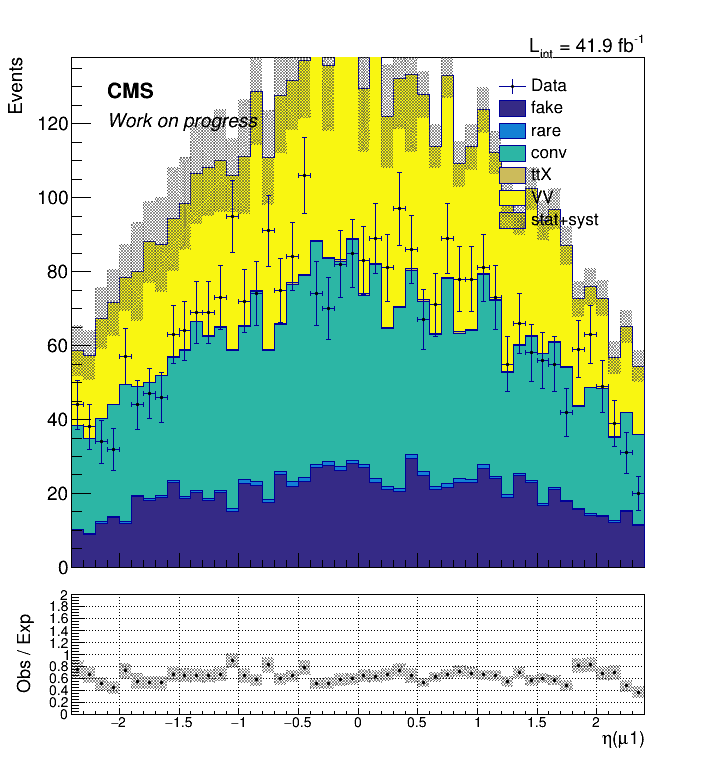 L_int = 41.9 fb^-1
Events
CMS
Work on progress
Data
fake
rare
conv
ttX
VV
stat+syst
120
100
80
60
40
20
0
Obs / Exp
2
1.8
1.6
1.4
1.2
1
0.8
0.6
0.4
0.2
0
−2 −1.5 −1 −0.5 0 0.5 1 1.5 2
η(μ1)